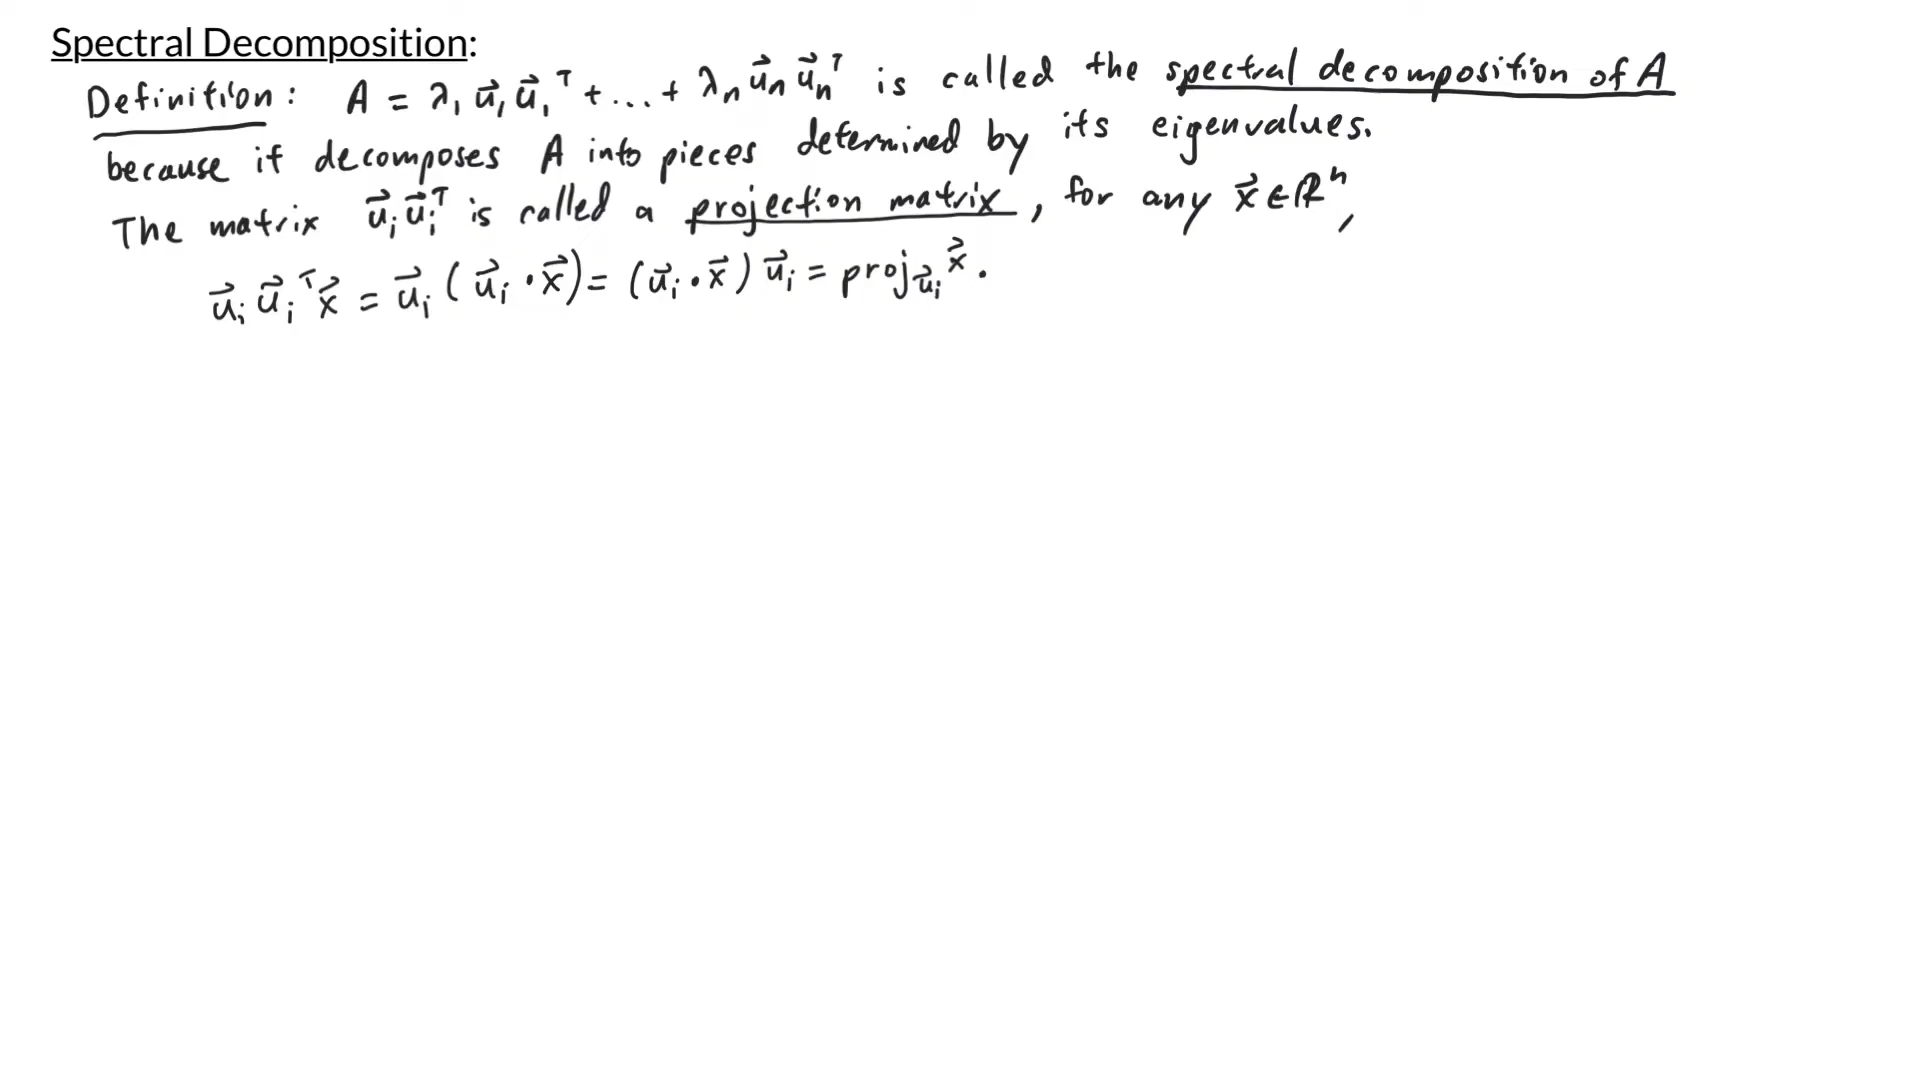 Spectral Decomposition:
Definition: A = λ₁ u⃗₁ u⃗₁ᵀ + ... + λₙ u⃗ₙ u⃗ₙᵀ is called the spectral decomposition of A
because it decomposes A into pieces determined by its eigenvalues.
The matrix u⃗ᵢ u⃗ᵢᵀ is called a projection matrix, for any x⃗ ∈ ℝⁿ,
u⃗ᵢ u⃗ᵢᵀ x⃗ = u⃗ᵢ ( u⃗ᵢ · x⃗ ) = ( u⃗ᵢ · x⃗ ) u⃗ᵢ = proj_u⃗ᵢ x⃗ .